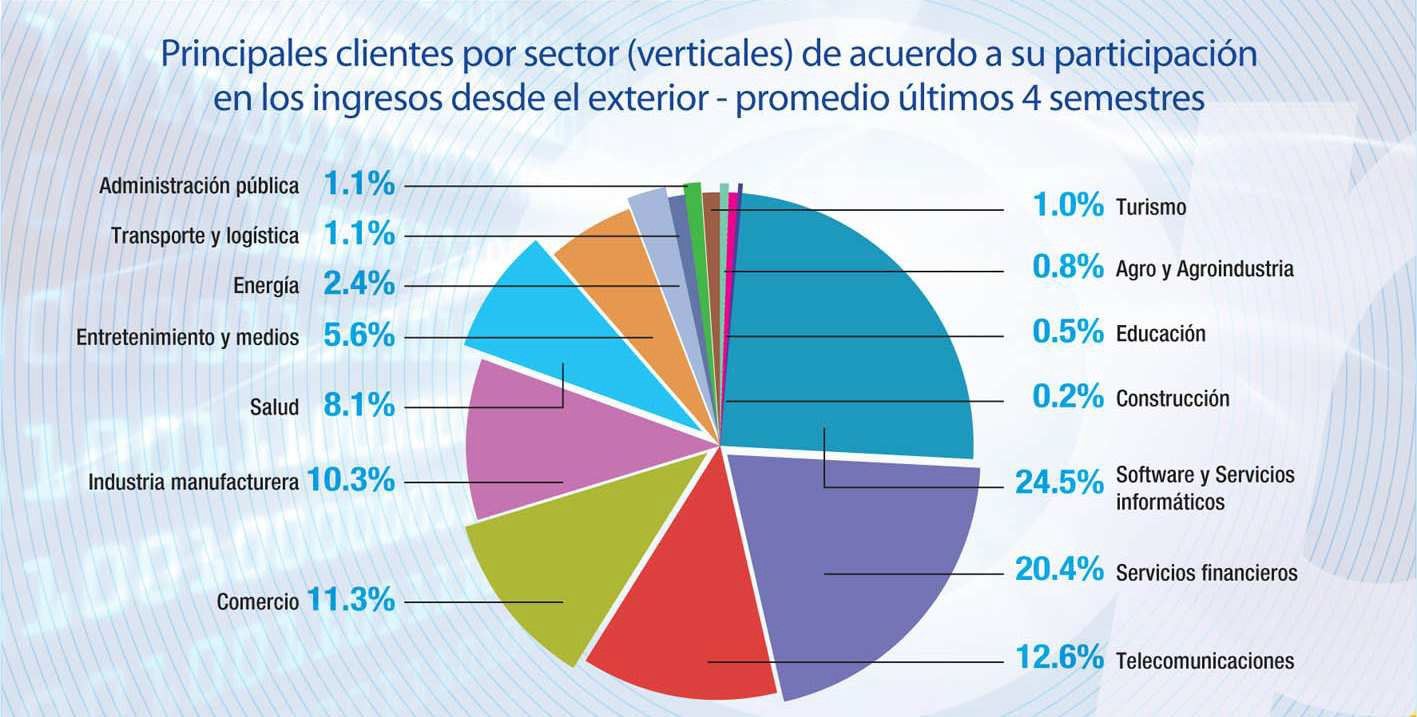 Principales clientes por sector (verticales) de acuerdo a su participación
en los ingresos desde el exterior - promedio últimos 4 semestres
Administración pública 1.1%
Transporte y logística 1.1%
Energía 2.4%
Entretenimiento y medios 5.6%
Salud 8.1%
Industria manufacturera 10.3%
Comercio 11.3%
1.0% Turismo
0.8% Agro y Agroindustria
0.5% Educación
0.2% Construcción
24.5% Software y Servicios
informáticos
20.4% Servicios financieros
12.6% Telecomunicaciones